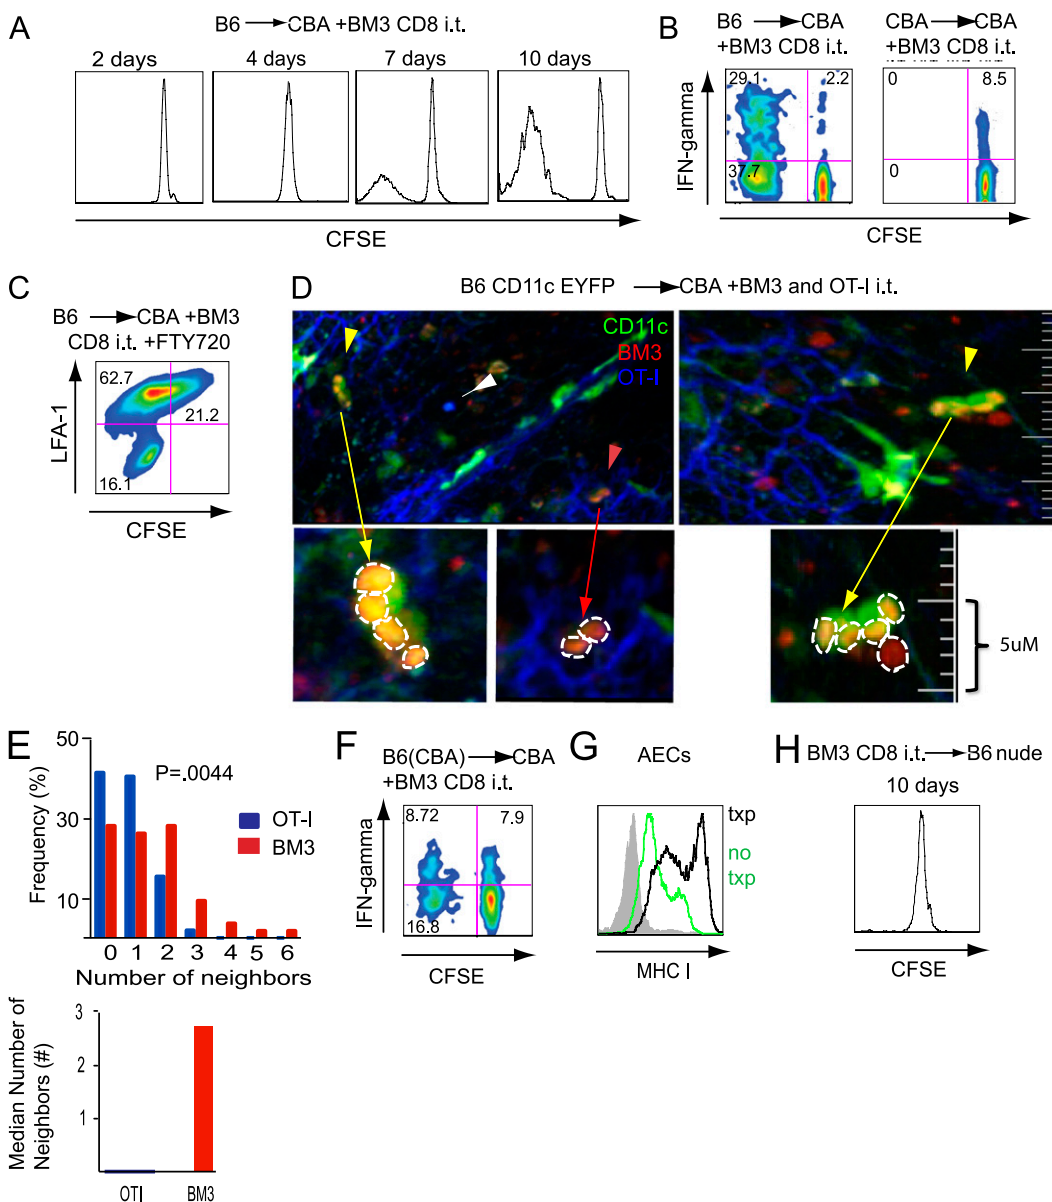 A
B6 → CBA +BM3 CD8 i.t.
2 days
4 days
7 days
10 days
CFSE
B
B6 → CBA
+BM3 CD8 i.t.
CBA → CBA
+BM3 CD8 i.t.
IFN-gamma
29.1
2.2
37.7
0
8.5
0
CFSE
C
B6 → CBA +BM3
CD8 i.t. +FTY720
LFA-1
62.7
21.2
16.1
CFSE
D
B6 CD11c EYFP → CBA +BM3 and OT-I i.t.
CD11c
BM3
OT-I
5uM
E
Frequency (%)
50
30
10
P=.0044
OT-I
BM3
0 1 2 3 4 5 6
Number of neighbors
Median Number of
Neighbors (#)
3
2
1
OTI
BM3
F
B6(CBA) → CBA
+BM3 CD8 i.t.
IFN-gamma
8.72
7.9
16.8
CFSE
G
AECs
txp
no
txp
MHC I
H
BM3 CD8 i.t. → B6 nude
10 days
CFSE